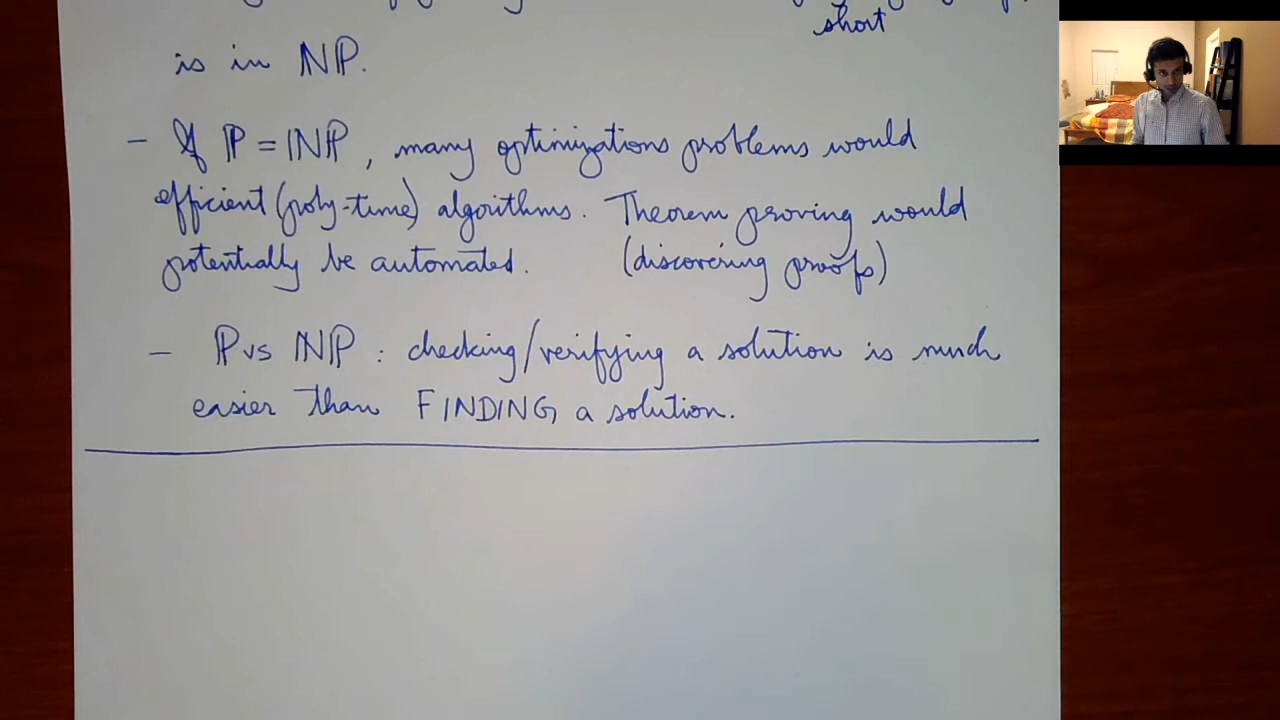 short
is in NP.
- If P = NP, many optimizations problems would
efficient (poly-time) algorithms. Theorem proving would
potentially be automated. (discovering proofs)
- P vs NP : checking/verifying a solution is much
easier than FINDING a solution.